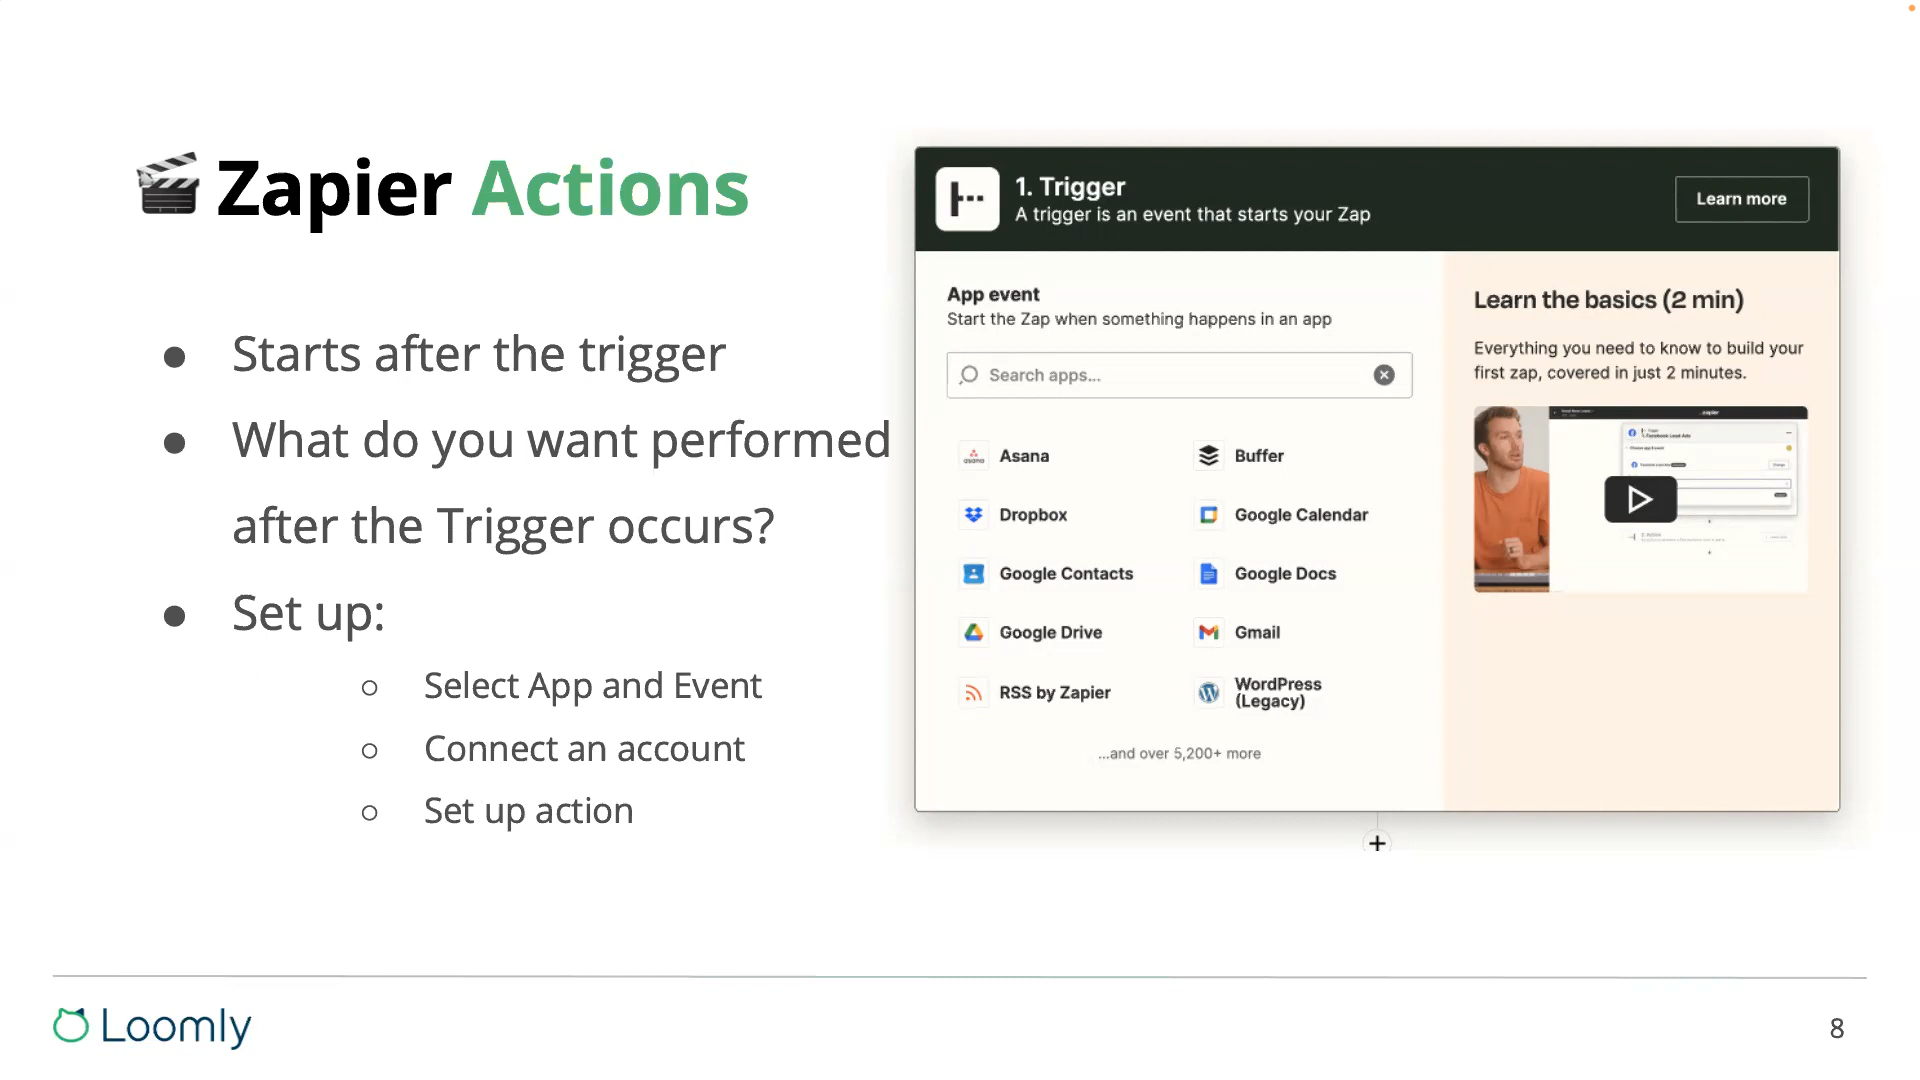 Zapier Actions
● Starts after the trigger
● What do you want performed
after the Trigger occurs?
● Set up:
○ Select App and Event
○ Connect an account
○ Set up action
1. Trigger
A trigger is an event that starts your Zap
Learn more
App event
Start the Zap when something happens in an app
Search apps...
Asana
Buffer
Dropbox
Google Calendar
Google Contacts
Google Docs
Google Drive
Gmail
RSS by Zapier
WordPress
(Legacy)
...and over 5,200+ more
Learn the basics (2 min)
Everything you need to know to build your
first zap, covered in just 2 minutes.
Loomly
8